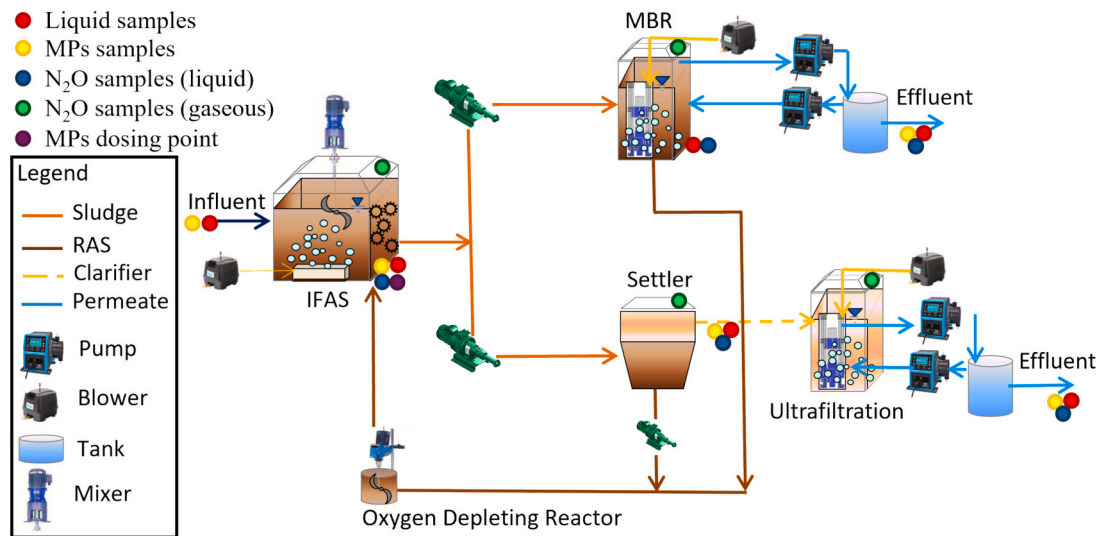 Liquid samples
MPs samples
N₂O samples (liquid)
N₂O samples (gaseous)
MPs dosing point
Legend
Sludge
RAS
Clarifier
Permeate
Pump
Blower
Tank
Mixer
Influent
IFAS
MBR
Effluent
Settler
Ultrafiltration
Effluent
Oxygen Depleting Reactor